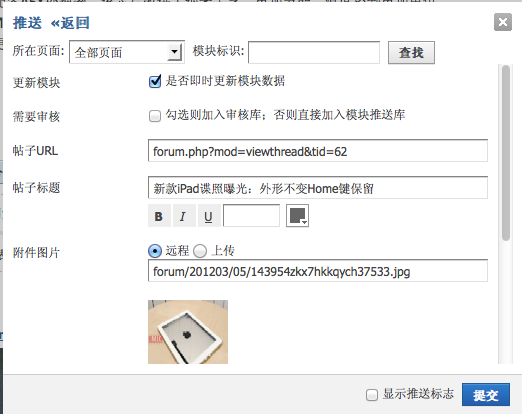 推送 «返回
所在页面: 全部页面 模块标识: 查找
更新模块 是否即时更新模块数据
需要审核 勾选则加入审核库；否则直接加入模块推送库
帖子URL forum.php?mod=viewthread&tid=62
帖子标题 新款iPad谍照曝光：外形不变Home键保留
B I U
附件图片 远程 上传
forum/201203/05/143954zkx7hkkqych37533.jpg
显示推送标志 提交